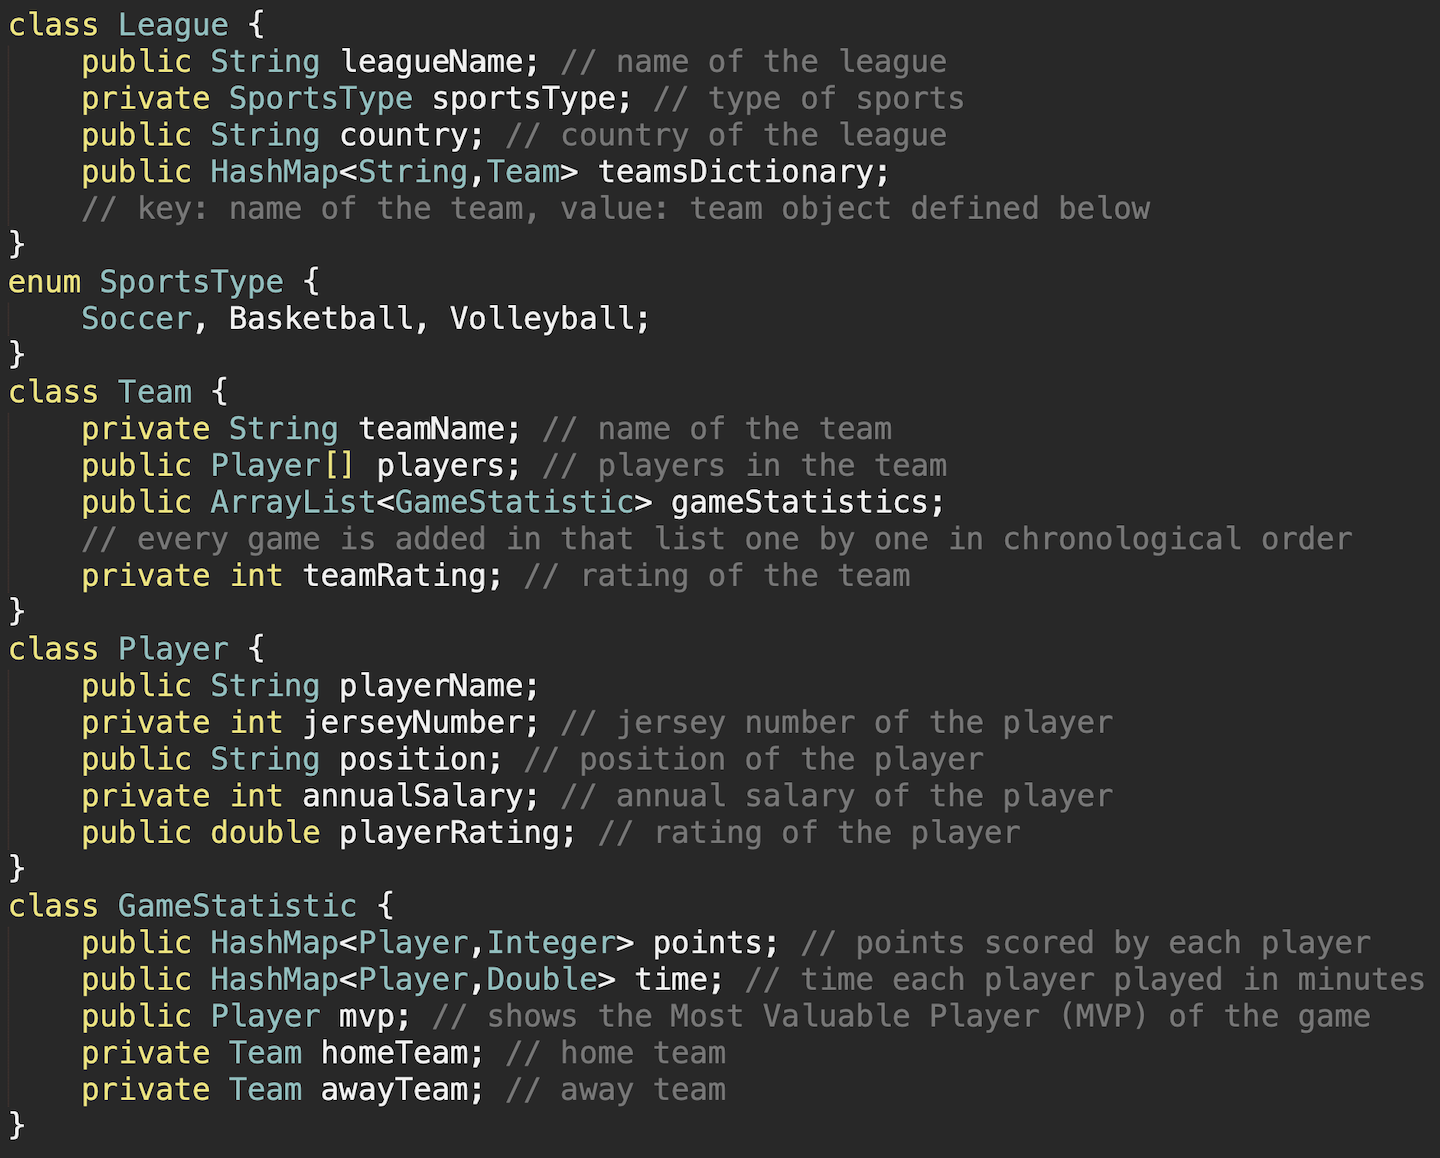 class League {
    public String leagueName; // name of the league
    private SportsType sportsType; // type of sports
    public String country; // country of the league
    public HashMap<String,Team> teamsDictionary;
    // key: name of the team, value: team object defined below
}
enum SportsType {
    Soccer, Basketball, Volleyball;
}
class Team {
    private String teamName; // name of the team
    public Player[] players; // players in the team
    public ArrayList<GameStatistic> gameStatistics;
    // every game is added in that list one by one in chronological order
    private int teamRating; // rating of the team
}
class Player {
    public String playerName;
    private int jerseyNumber; // jersey number of the player
    public String position; // position of the player
    private int annualSalary; // annual salary of the player
    public double playerRating; // rating of the player
}
class GameStatistic {
    public HashMap<Player,Integer> points; // points scored by each player
    public HashMap<Player,Double> time; // time each player played in minutes
    public Player mvp; // shows the Most Valuable Player (MVP) of the game
    private Team homeTeam; // home team
    private Team awayTeam; // away team
}